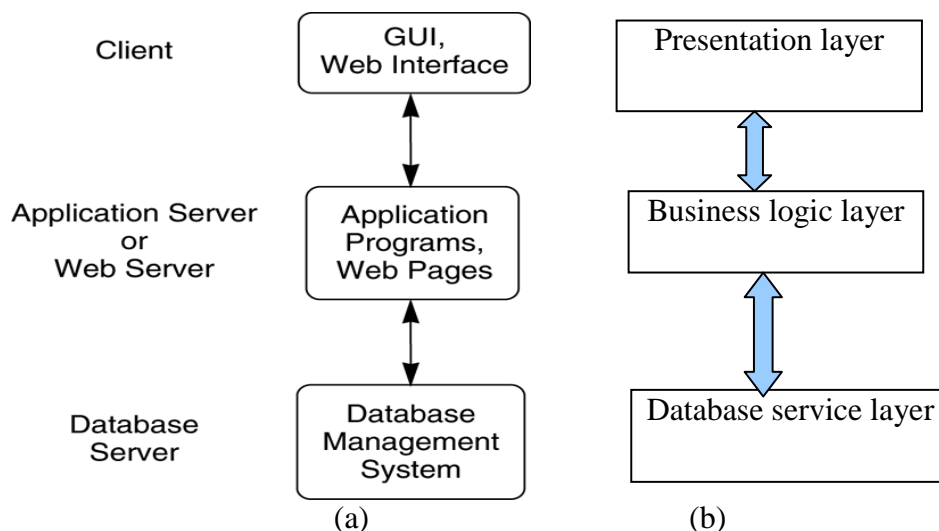 Client
GUI,
Web Interface
Presentation layer
Application Server
or
Web Server
Application
Programs,
Web Pages
Business logic layer
Database
Server
Database
Management
System
Database service layer
(a)
(b)